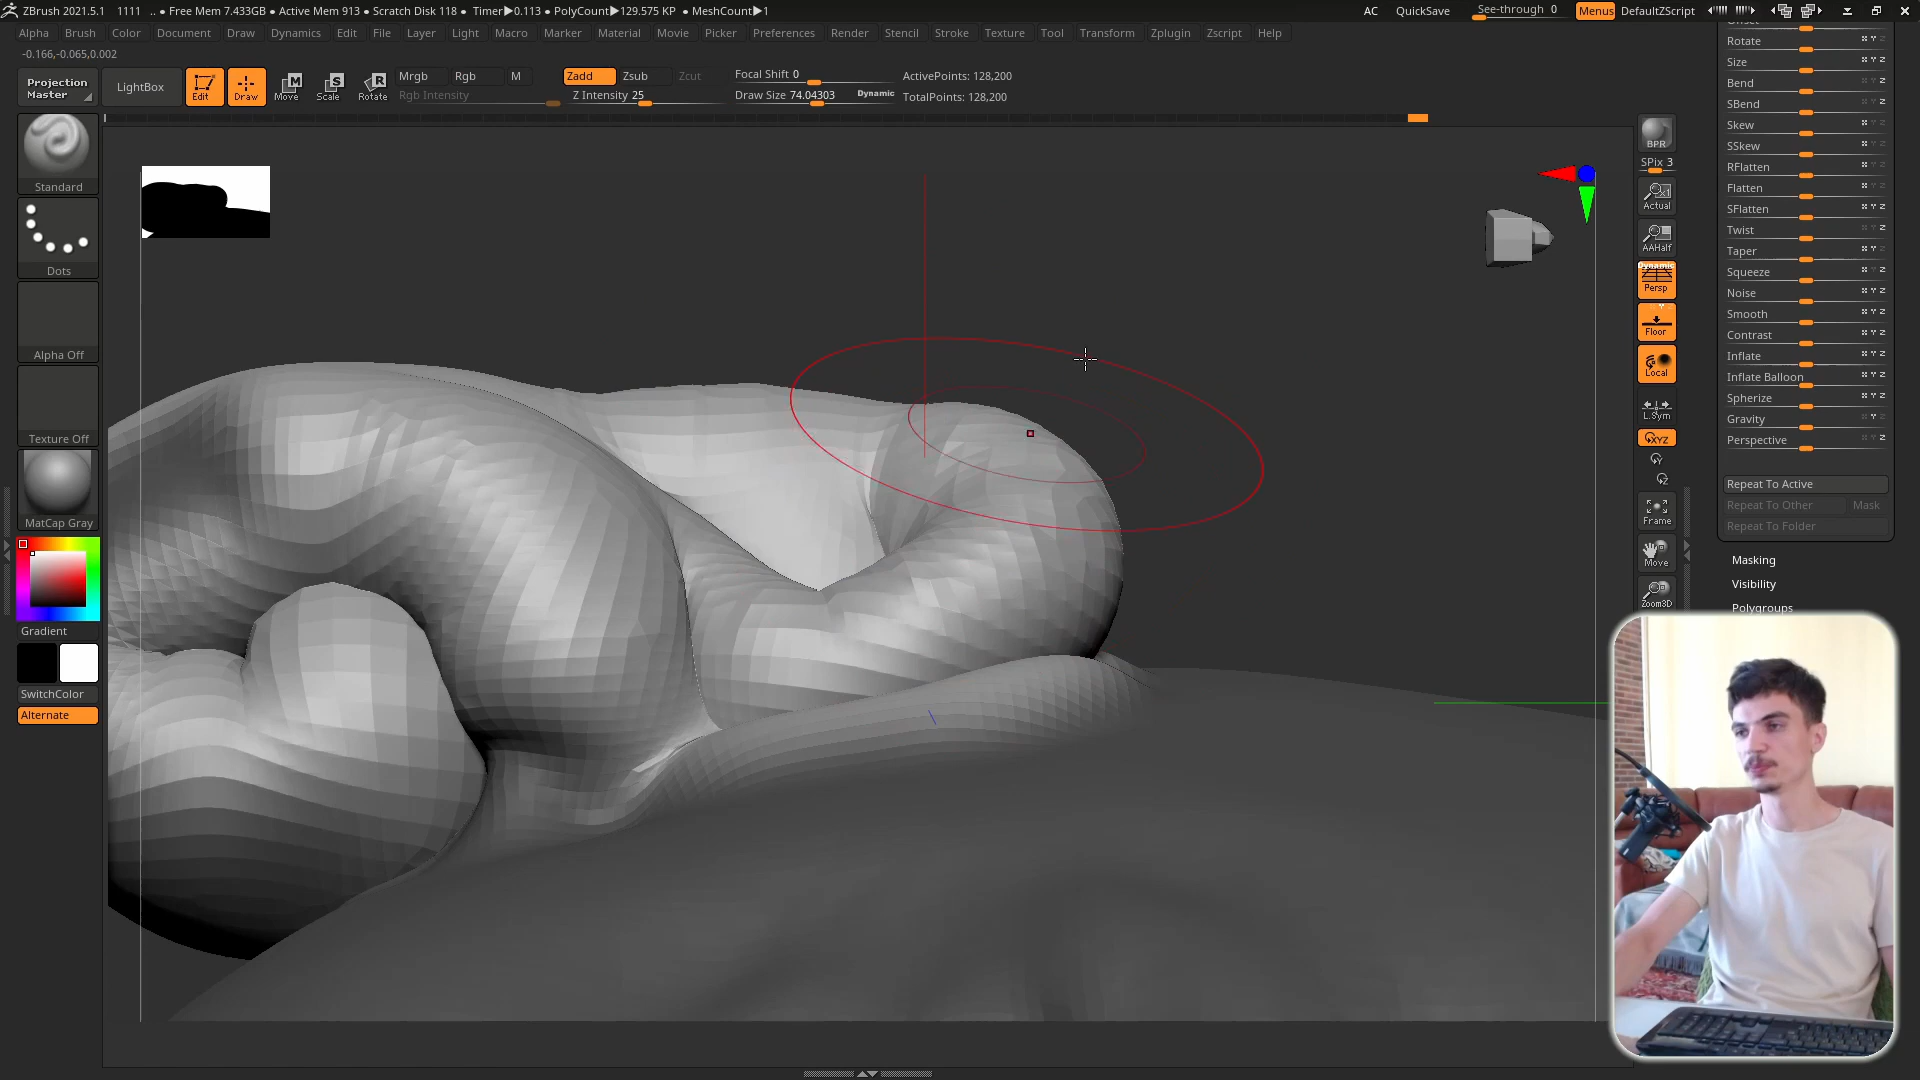 ZBrush 2021.5.1 1111 .. • Free Mem 7.433GB • Active Mem 913 • Scratch Disk 118 • Timer▶0.113 • PolyCount▶129.575 KP • MeshCount▶1
AC QuickSave See-through 0 Menus DefaultZScript
Alpha Brush Color Document Draw Dynamics Edit File Layer Light Macro Marker Material Movie Picker Preferences Render Stencil Stroke Texture Tool Transform Zplugin Zscript Help
-0.166,-0.065,0.002
Projection
Master
LightBox
Edit
Draw
Move
Scale
Rotate
Mrgb Rgb M
Rgb Intensity
Zadd Zsub Zcut
Z Intensity 25
Focal Shift 0
Draw Size 74.04303 Dynamic
ActivePoints: 128,200
TotalPoints: 128,200
Standard
Dots
Alpha Off
Texture Off
MatCap Gray
Gradient
SwitchColor
Alternate
BPR
SPix 3
Actual
AAHalf
Dynamic
Persp
Floor
Local
L.Sym
XYZ
Frame
Move
Zoom3D
Rotate
Size
Bend
SBend
Skew
SSkew
RFlatten
Flatten
SFlatten
Twist
Taper
Squeeze
Noise
Smooth
Contrast
Inflate
Inflate Balloon
Spherize
Gravity
Perspective
Repeat To Active
Repeat To Other Mask
Repeat To Folder
Masking
Visibility
Polygroups